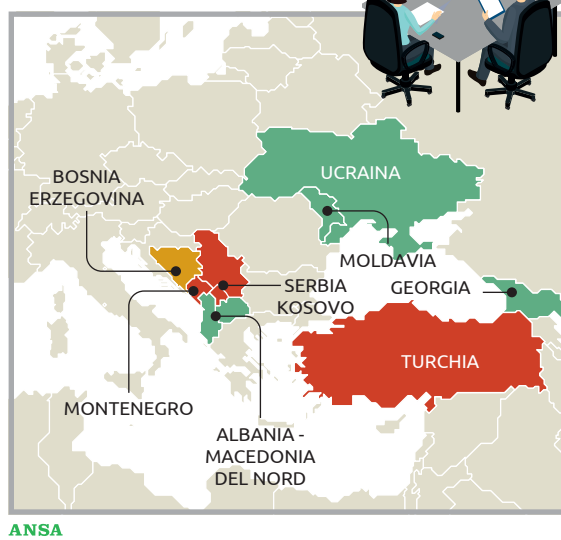 UCRAINA
BOSNIA
ERZEGOVINA
MOLDAVIA
SERBIA
KOSOVO
GEORGIA
TURCHIA
MONTENEGRO
ALBANIA -
MACEDONIA
DEL NORD
ANSA